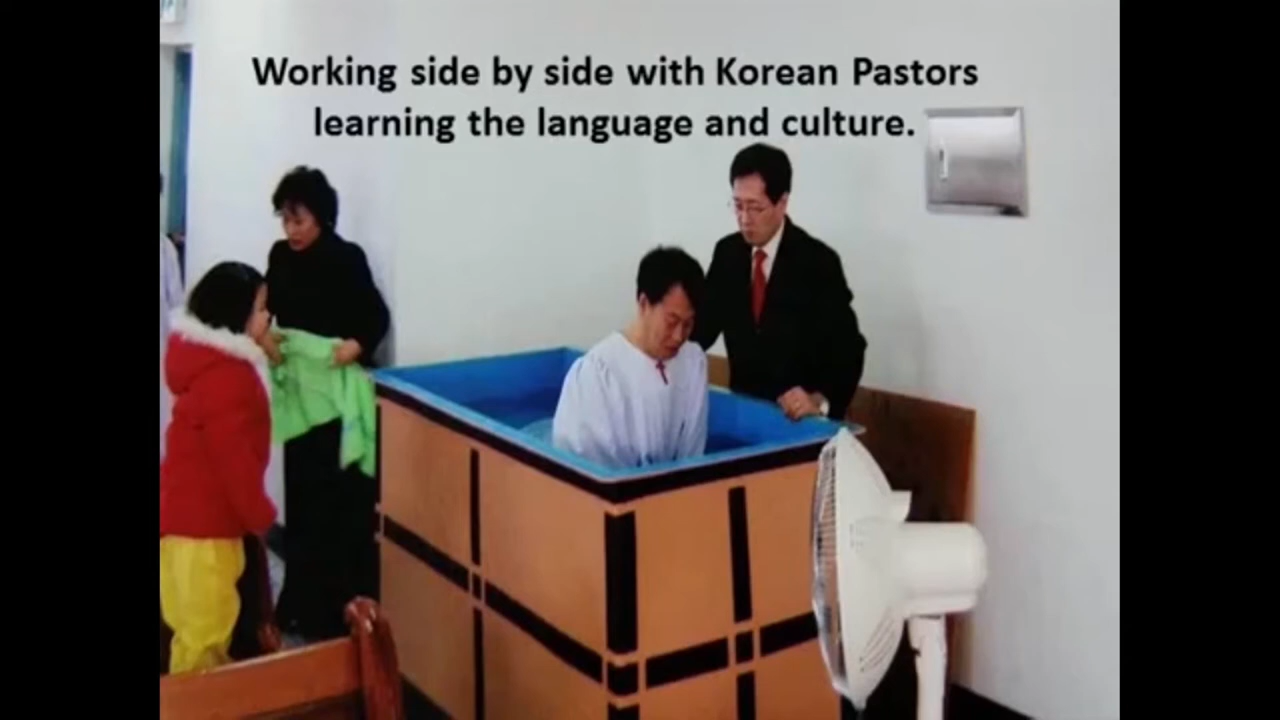 Working side by side with Korean Pastors
learning the language and culture.